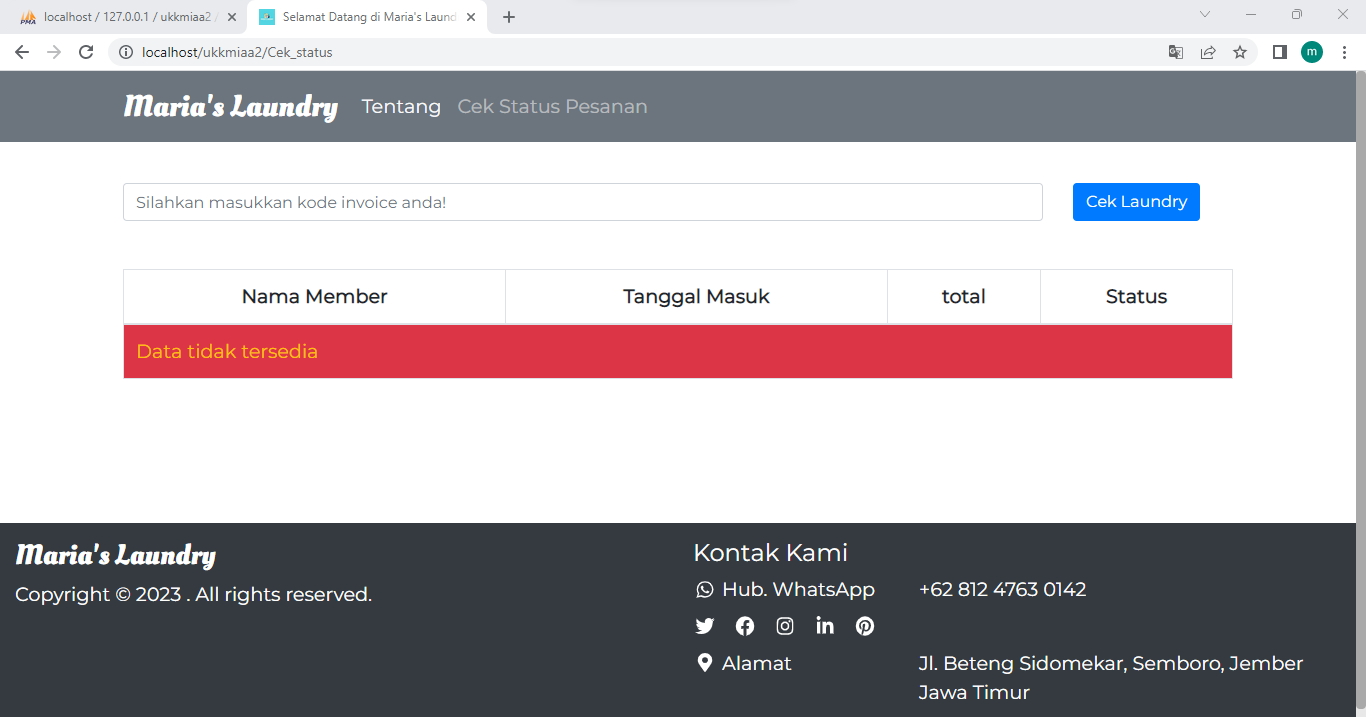 localhost / 127.0.0.1 / ukkmiaa2 /
Selamat Datang di Maria's Laund
localhost/ukkmiaa2/Cek_status
m
Maria's Laundry Tentang Cek Status Pesanan
Silahkan masukkan kode invoice anda! Cek Laundry
Nama Member Tanggal Masuk total Status
Data tidak tersedia
Maria's Laundry
Copyright © 2023 . All rights reserved.
Kontak Kami
Hub. WhatsApp +62 812 4763 0142
Alamat Jl. Beteng Sidomekar, Semboro, Jember
Jawa Timur